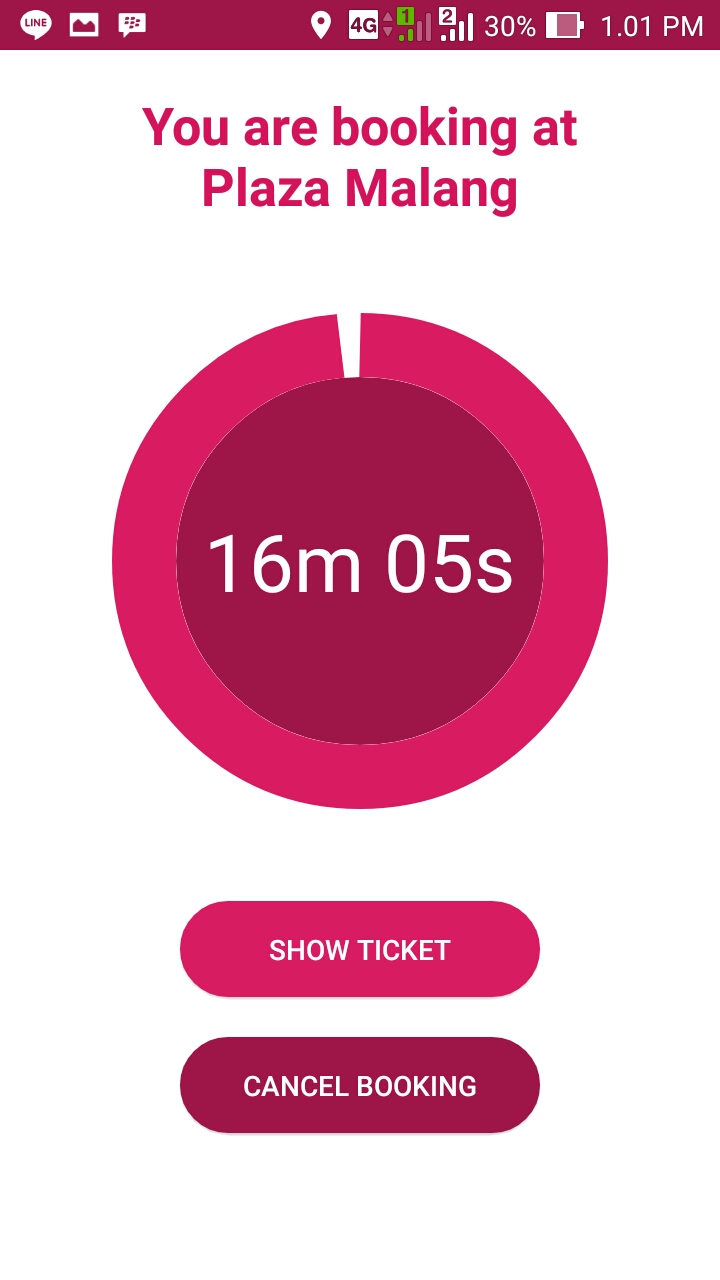 LINE 4G 1 2 30% 1.01 PM
You are booking at
Plaza Malang
16m 05s
SHOW TICKET
CANCEL BOOKING